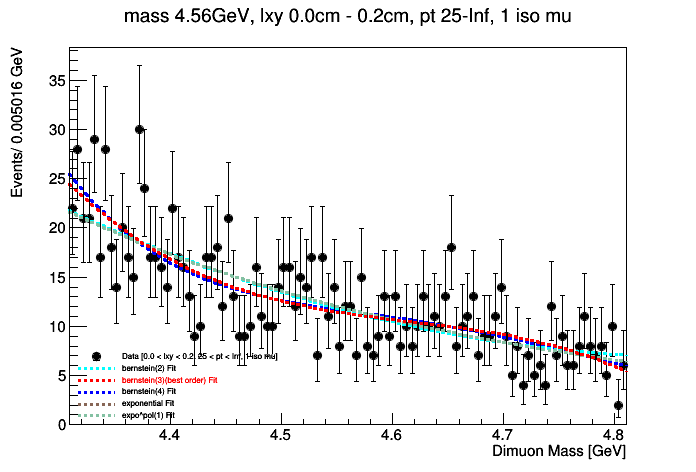 mass 4.56GeV, lxy 0.0cm - 0.2cm, pt 25-Inf, 1 iso mu
Events/ 0.005016 GeV
35
30
25
20
15
10
5
0
Data [0.0 < lxy < 0.2, 25 < pt < Inf, 1 iso mu]
bernstein(2) Fit
bernstein(3)(best order) Fit
bernstein(4) Fit
exponential Fit
expo*pol(1) Fit
4.4 4.5 4.6 4.7 4.8
Dimuon Mass [GeV]